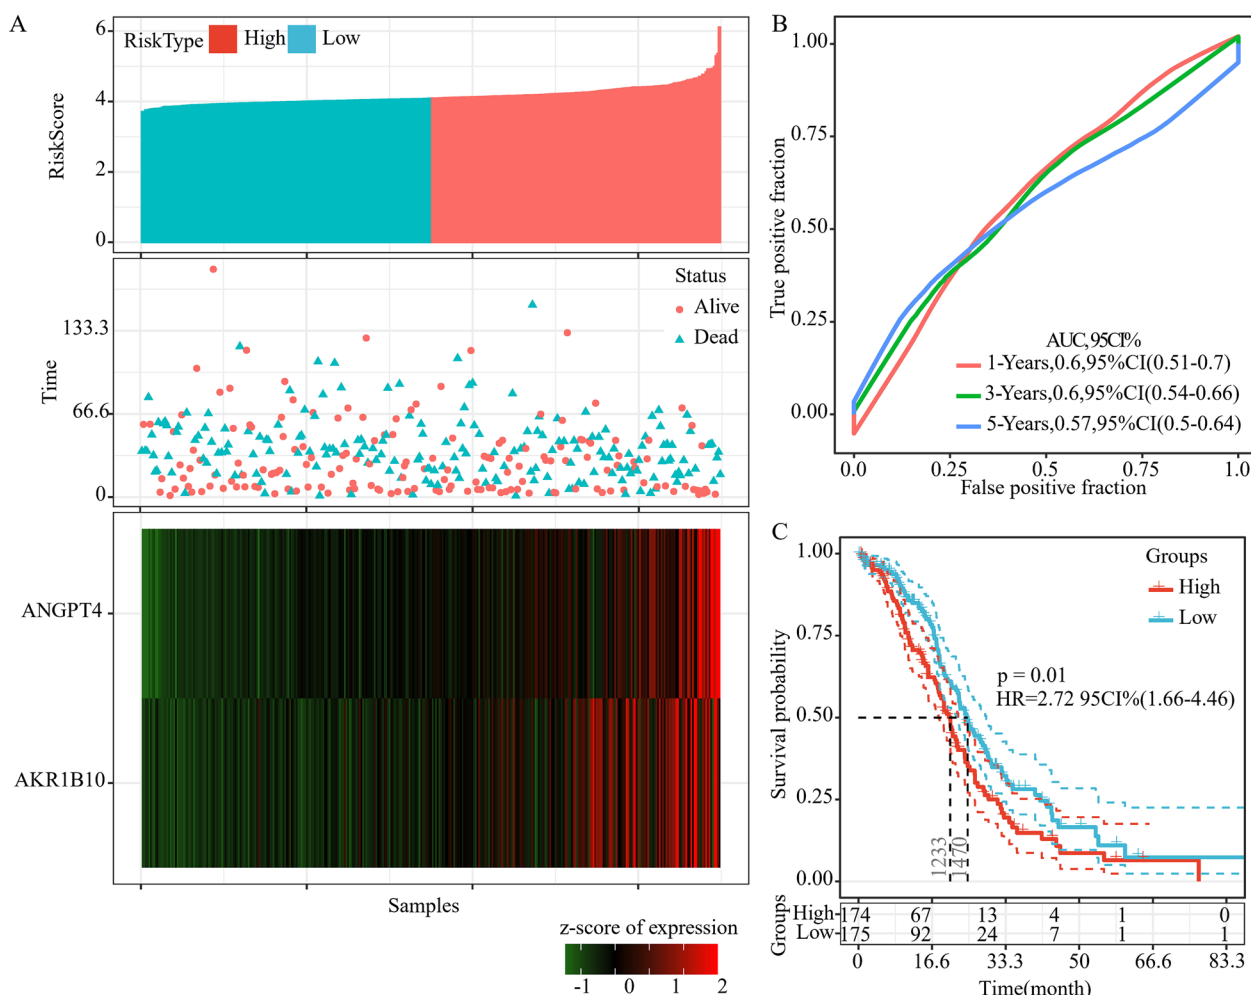 A
RiskType High Low
6
4
2
0
RiskScore
Status
Alive
Dead
133.3
66.6
0
Time
ANGPT4
AKR1B10
Samples
z-score of expression
-1 0 1 2
B
1.00
0.75
0.50
0.25
0.00
True positive fraction
AUC,95CI%
1-Years,0.6,95%CI(0.51-0.7)
3-Years,0.6,95%CI(0.54-0.66)
5-Years,0.57,95%CI(0.5-0.64)
0.0 0.25 0.5 0.75 1.0
False positive fraction
C
1.00
0.75
0.50
0.25
0.00
Survival probability
Groups
High
Low
p = 0.01
HR=2.72 95CI%(1.66-4.46)
1233
1470
Groups
High 174 67 13 4 1 0
Low 175 92 24 7 1 1
0 16.6 33.3 50 66.6 83.3
Time(month)